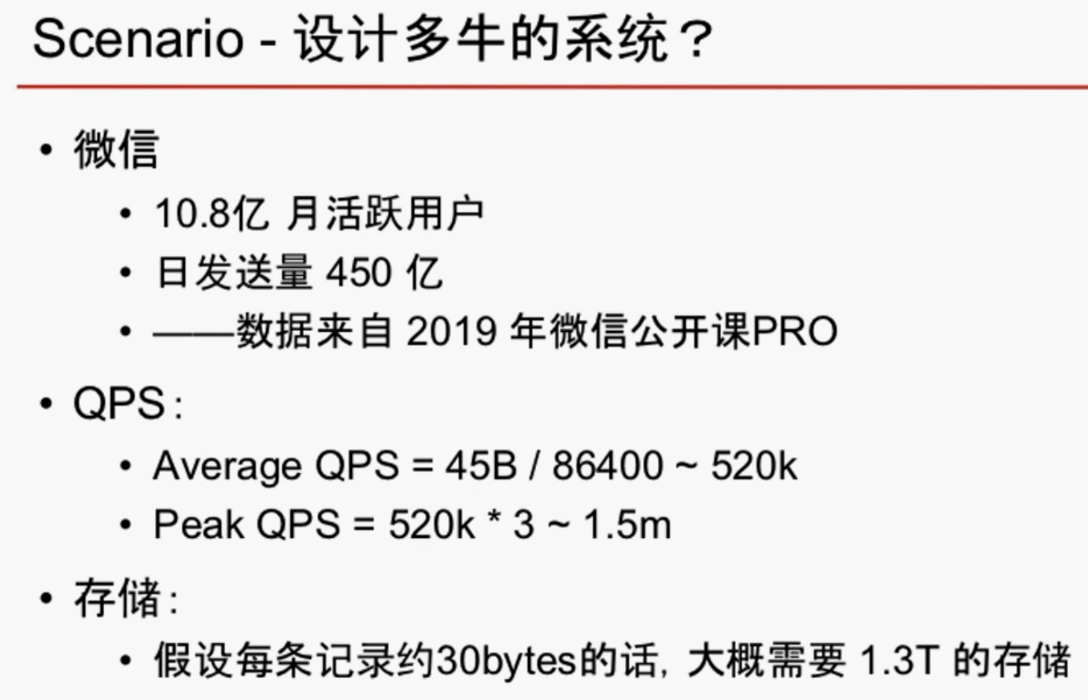 Scenario - 设计多牛的系统？
• 微信
• 10.8亿 月活跃用户
• 日发送量 450 亿
• ——数据来自 2019 年微信公开课PRO
• QPS：
• Average QPS = 45B / 86400 ~ 520k
• Peak QPS = 520k * 3 ~ 1.5m
• 存储：
• 假设每条记录约30bytes的话，大概需要 1.3T 的存储